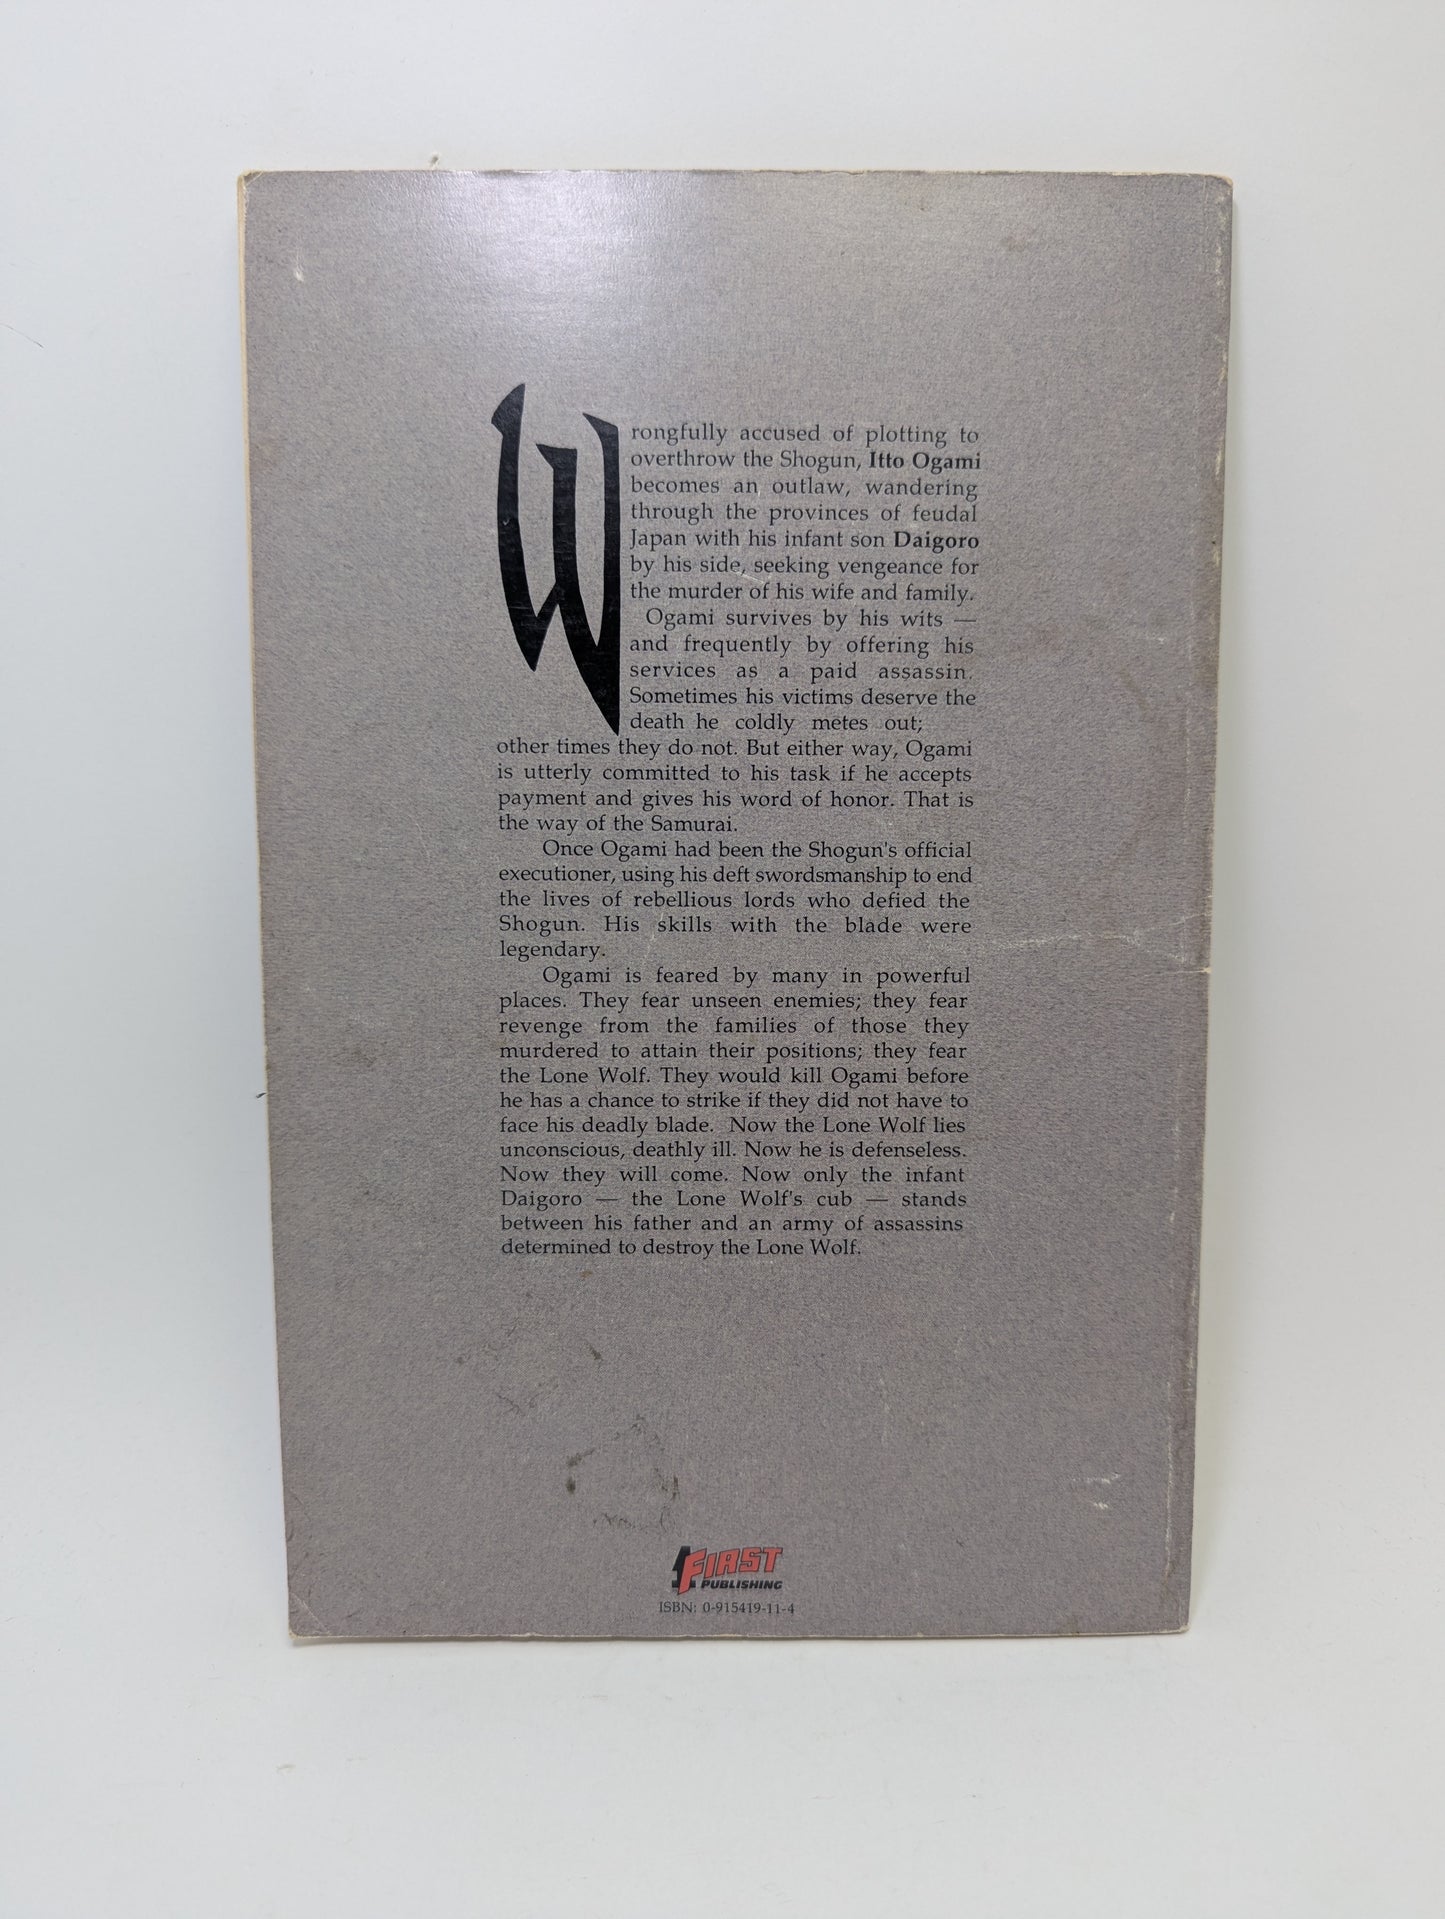 Wrongfully accused of plotting to
overthrow the Shogun, Itto Ogami
becomes an outlaw, wandering
through the provinces of feudal
Japan with his infant son Daigoro
by his side, seeking vengeance for
the murder of his wife and family.
Ogami survives by his wits —
and frequently by offering his
services as a paid assassin.
Sometimes his victims deserve the
death he coldly metes out;
other times they do not. But either way, Ogami
is utterly committed to his task if he accepts
payment and gives his word of honor. That is
the way of the Samurai.
Once Ogami had been the Shogun's official
executioner, using his deft swordsmanship to end
the lives of rebellious lords who defied the
Shogun. His skills with the blade were
legendary.
Ogami is feared by many in powerful
places. They fear unseen enemies; they fear
revenge from the families of those they
murdered to attain their positions; they fear
the Lone Wolf. They would kill Ogami before
he has a chance to strike if they did not have to
face his deadly blade. Now the Lone Wolf lies
unconscious, deathly ill. Now he is defenseless.
Now they will come. Now only the infant
Daigoro — the Lone Wolf's cub — stands
between his father and an army of assassins
determined to destroy the Lone Wolf.
1FIRST
PUBLISHING
ISBN: 0-915419-11-4